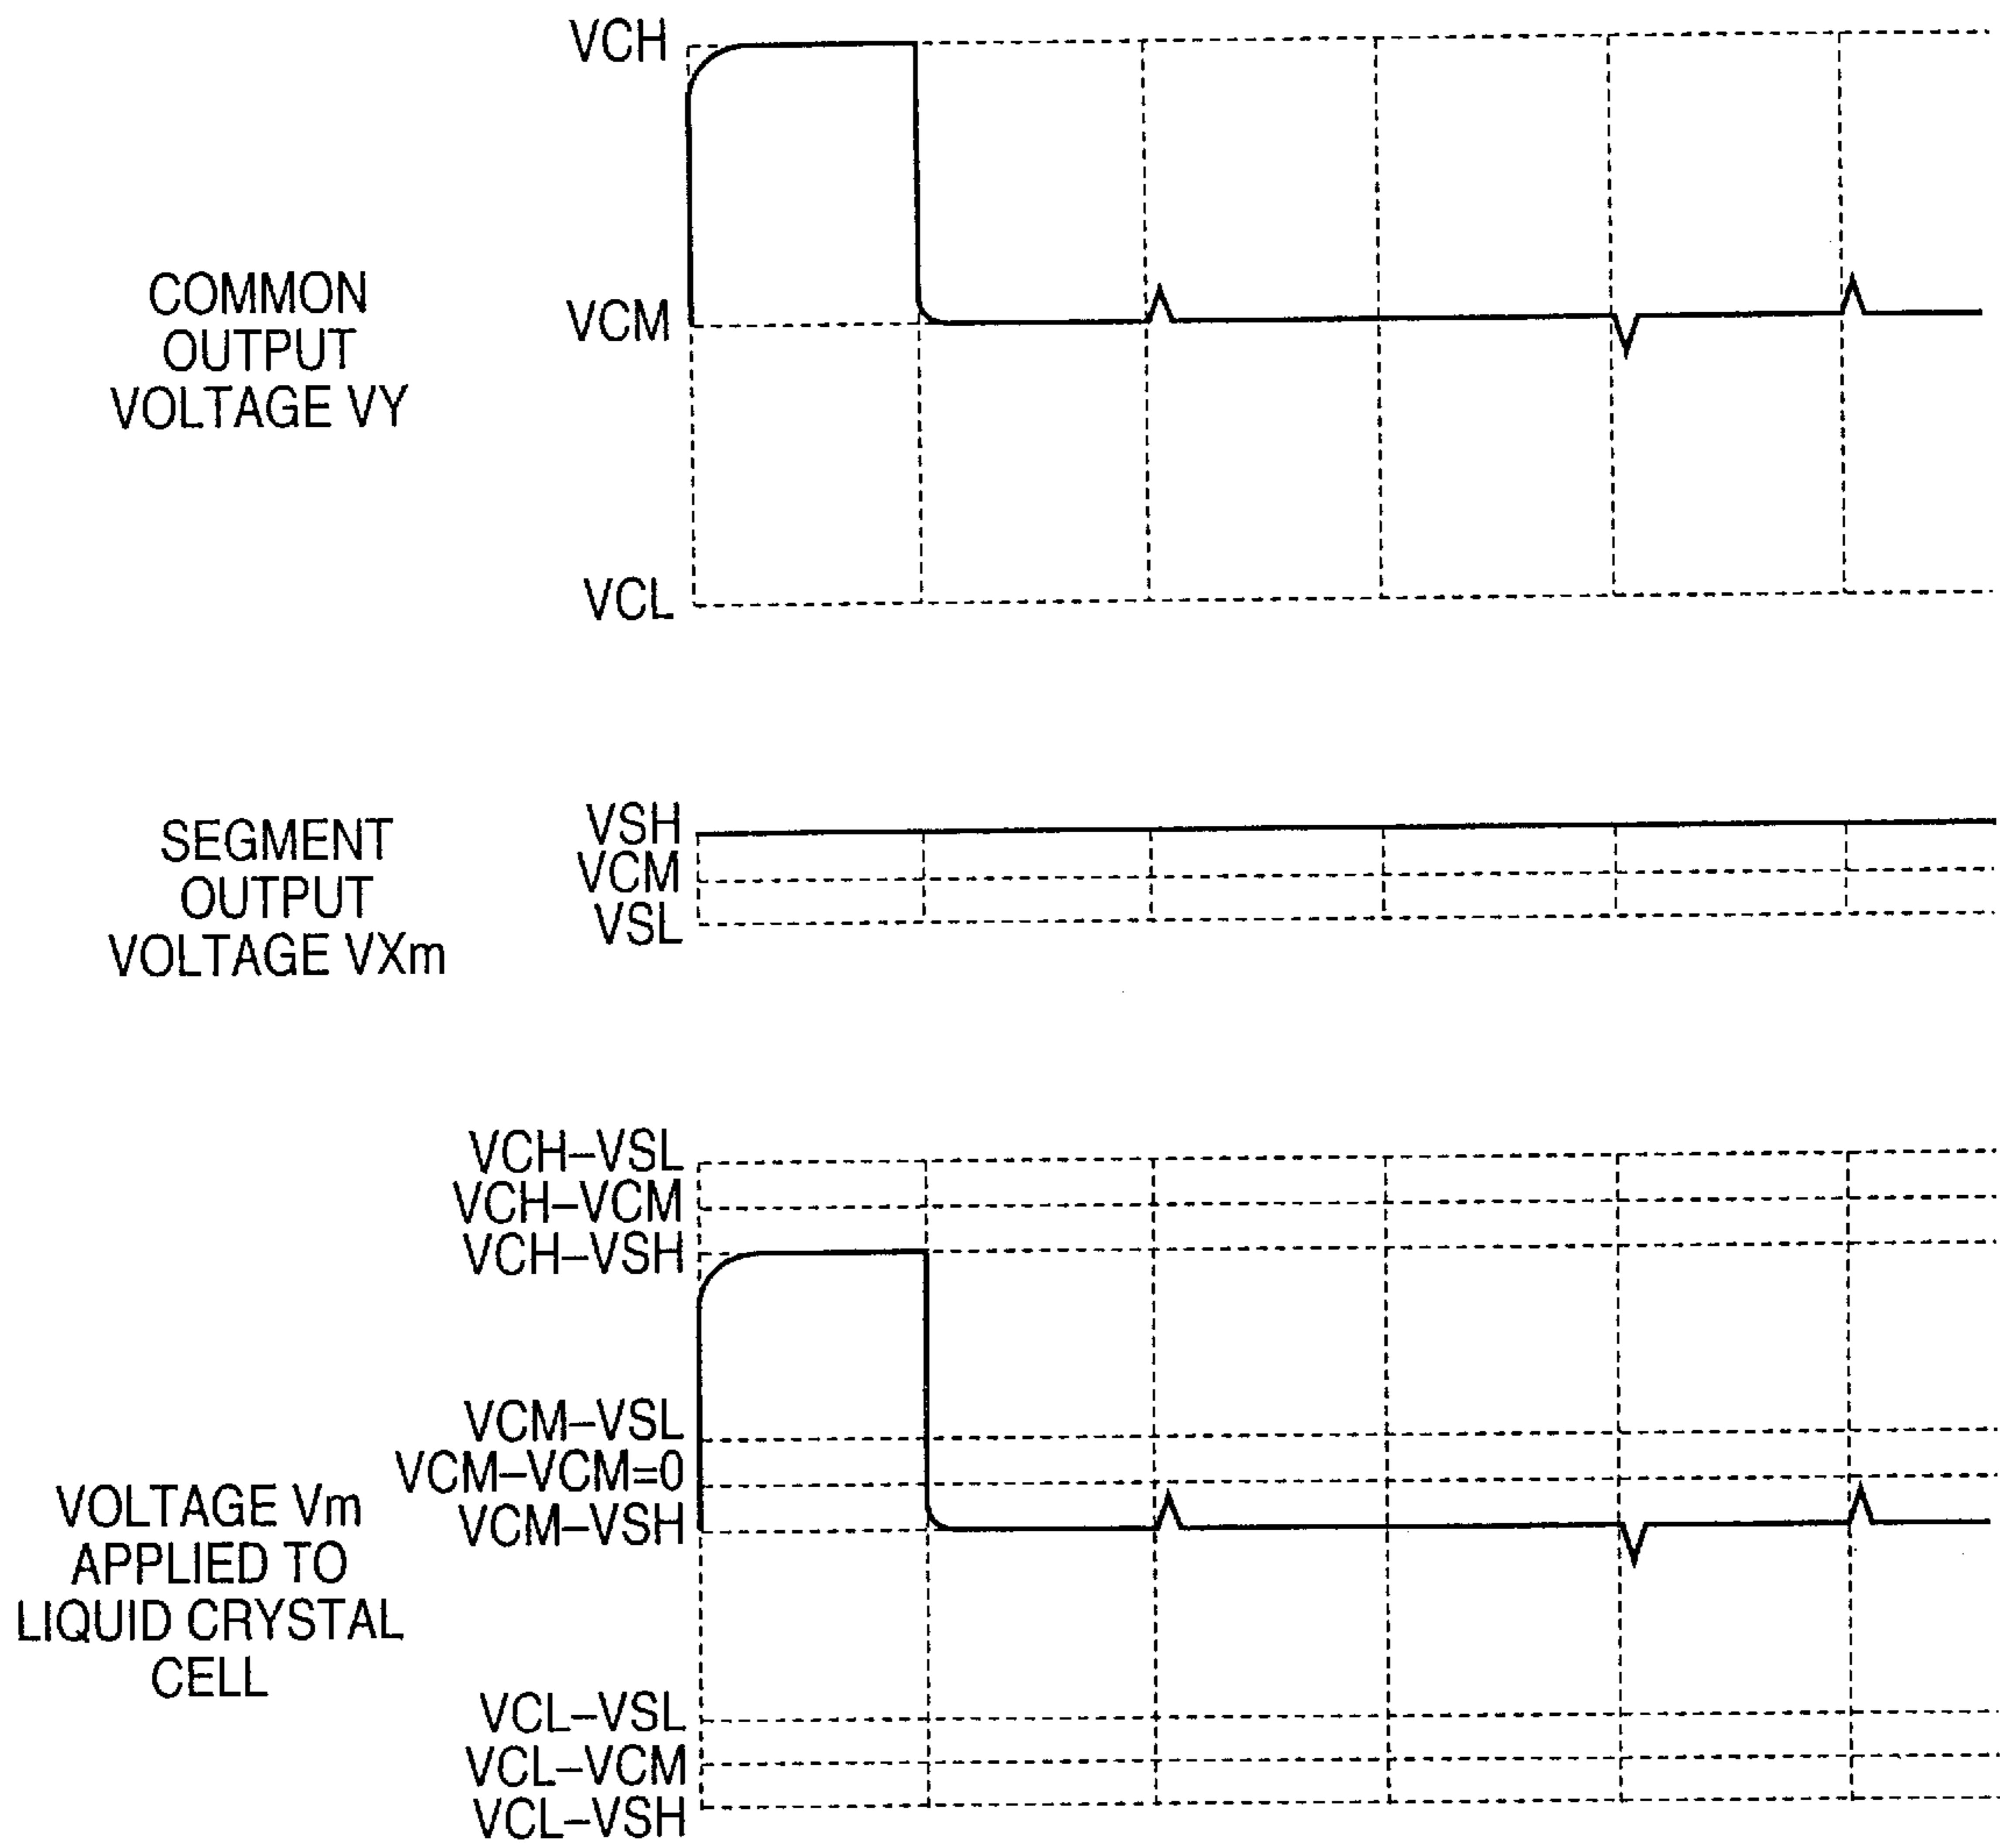 VCH
COMMON
OUTPUT
VOLTAGE VY
VCM
VCL
SEGMENT
OUTPUT
VOLTAGE VXm
VSH
VCM
VSL
VCH–VSL
VCH–VCM
VCH–VSH
VCM–VSL
VCM–VCM=0
VCM–VSH
VOLTAGE Vm
APPLIED TO
LIQUID CRYSTAL
CELL
VCL–VSL
VCL–VCM
VCL–VSH